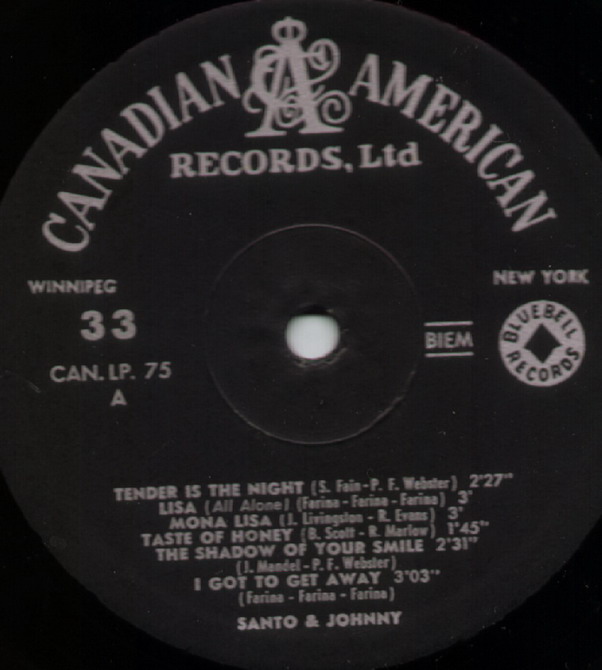 CANADIAN AMERICAN
RECORDS, Ltd
WINNIPEG
NEW YORK
33
BIEM
BLUEBELL RECORDS
CAN. LP. 75
A
TENDER IS THE NIGHT (S. Fain - P. F. Webster) 2'27"
LISA (All Alone) (Farina - Farina - Farina) 3'
MONA LISA (J. Livingston - R. Evans) 3'
TASTE OF HONEY (B. Scott - R. Marlow) 1'45"
THE SHADOW OF YOUR SMILE 2'31"
(J. Mandel - P. F. Webster)
I GOT TO GET AWAY 3'03"
(Farina - Farina - Farina)
SANTO & JOHNNY